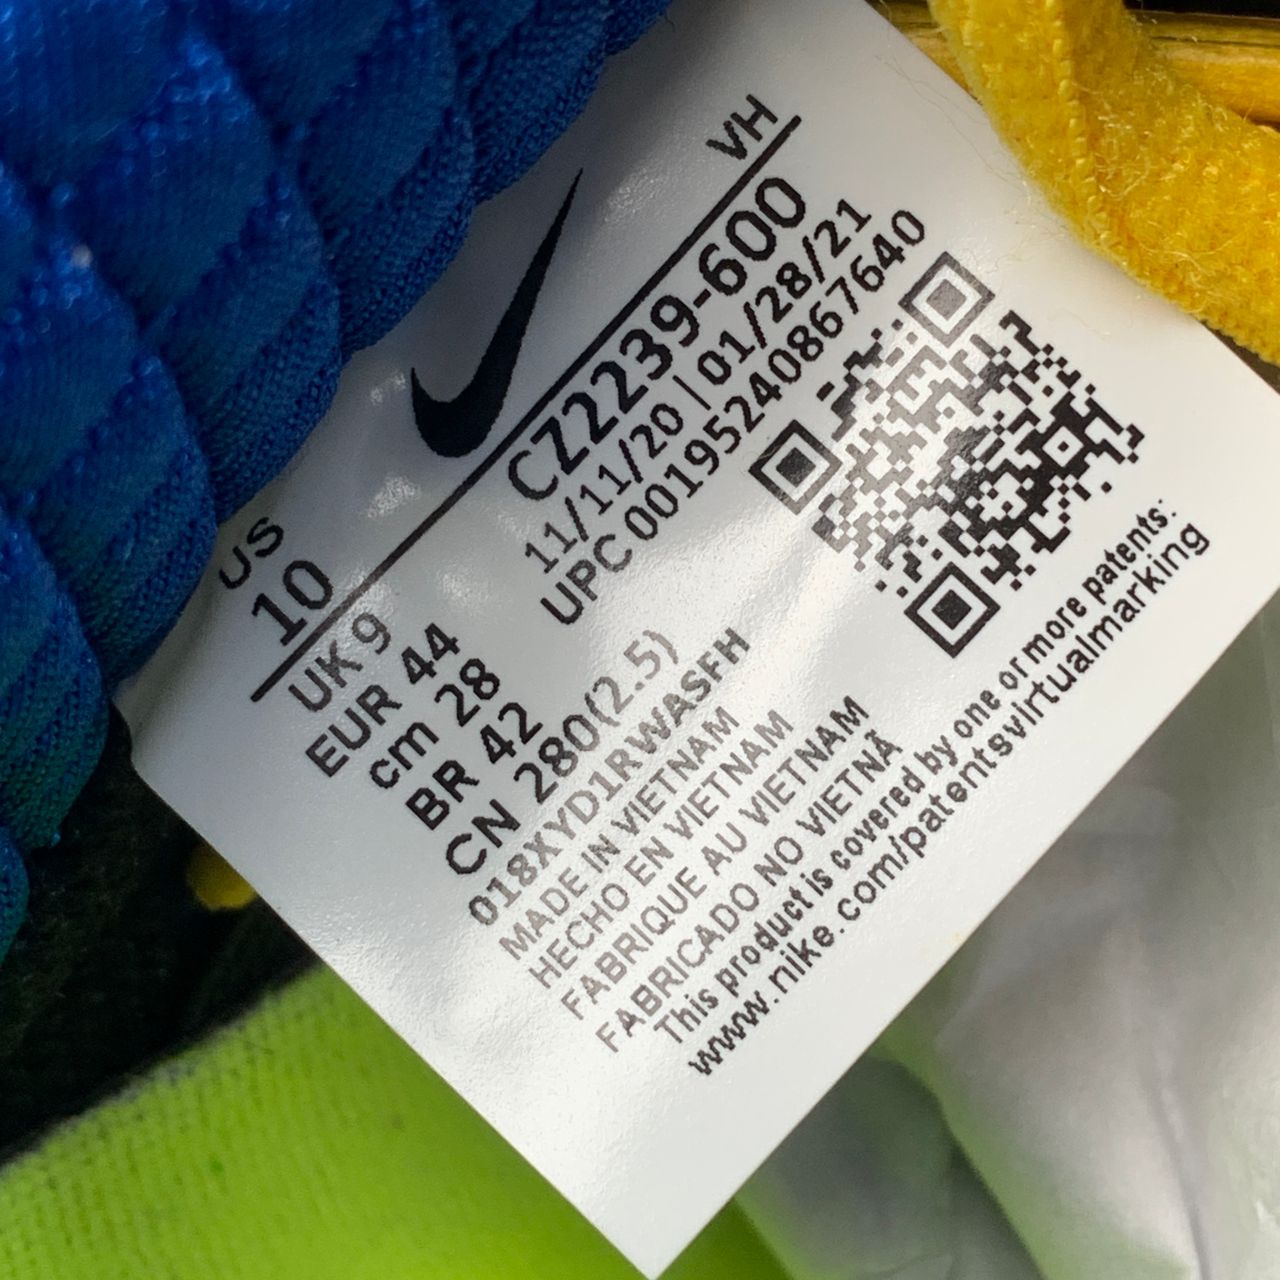 VH
US
10
UK 9
EUR 44
cm 28
BR 42
CN 280(2.5)
CZ2239-600
11/11/20 | 01/28/21
UPC 00195240867640
018XYD1RWASFH
MADE IN VIETNAM
HECHO EN VIETNAM
FABRIQUE AU VIETNAM
FABRICADO NO VIETNÃ
This product is covered by one or more patents:
www.nike.com/patentsvirtualmarking